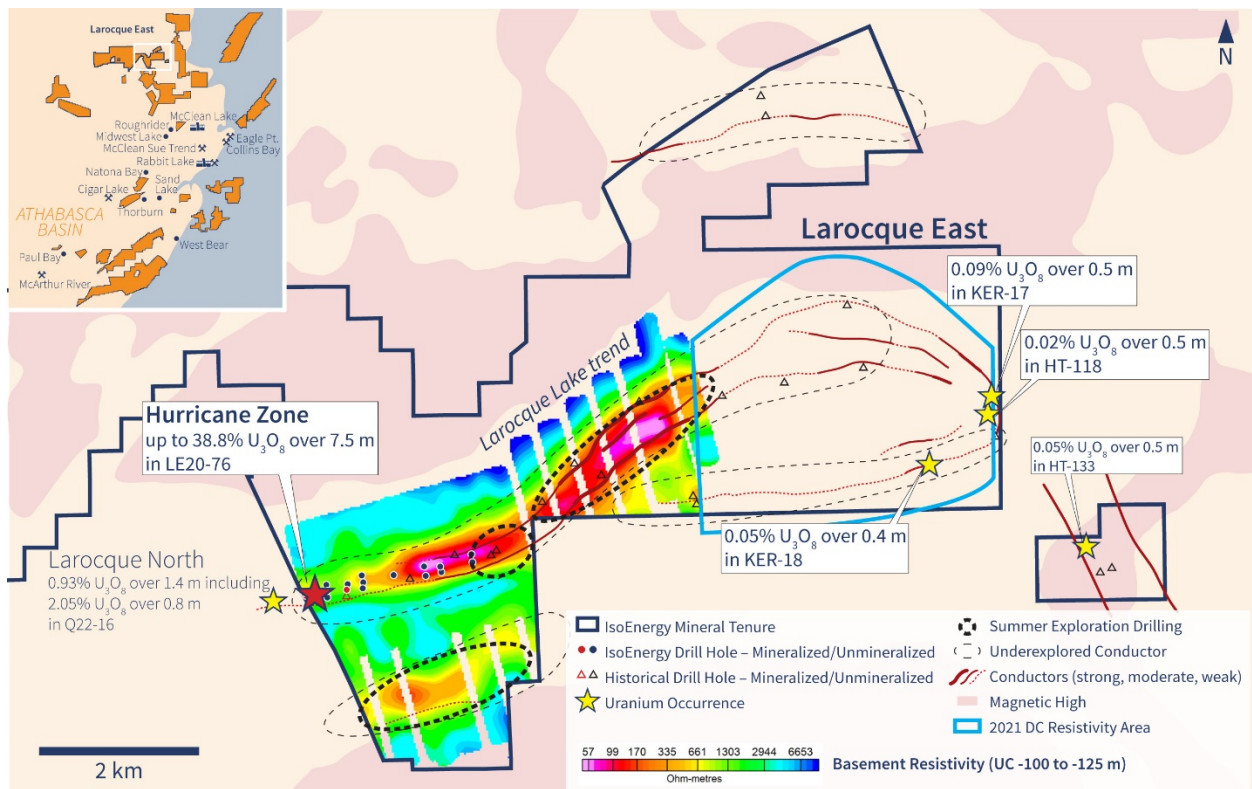 Larocque East
McClean Lake
Roughrider
Midwest Lake
McClean Sue Trend
Eagle Pt.
Collins Bay
Rabbit Lake
Natona Bay
Sand
Lake
Cigar Lake
Thorburn
ATHABASCA
BASIN
West Bear
Paul Bay
McArthur River
N
Larocque East
0.09% U₃O₈ over 0.5 m
in KER-17
0.02% U₃O₈ over 0.5 m
in HT-118
Larocque Lake trend
Hurricane Zone
up to 38.8% U₃O₈ over 7.5 m
in LE20-76
0.05% U₃O₈ over 0.5 m
in HT-133
0.05% U₃O₈ over 0.4 m
in KER-18
Larocque North
0.93% U₃O₈ over 1.4 m including
2.05% U₃O₈ over 0.8 m
in Q22-16
2 km
IsoEnergy Mineral Tenure
IsoEnergy Drill Hole – Mineralized/Unmineralized
Historical Drill Hole – Mineralized/Unmineralized
Uranium Occurrence
Summer Exploration Drilling
Underexplored Conductor
Conductors (strong, moderate, weak)
Magnetic High
2021 DC Resistivity Area
57 99 170 335 661 1303 2944 6653
Ohm-metres
Basement Resistivity (UC -100 to -125 m)